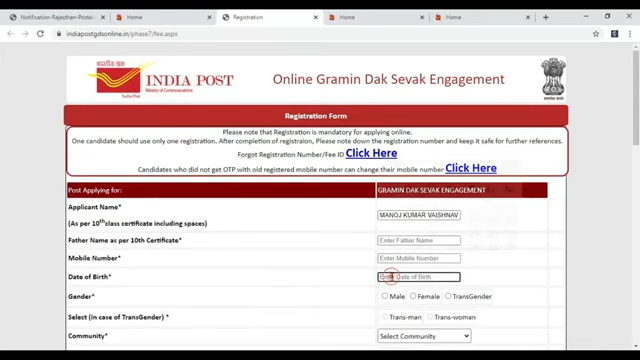 Notification-Rajasthan-Postain
Home
Registration
Home
Home
indiapostgdsonline.in/phase7/fee.aspx
भारतीय डाक
India Post
INDIA POST
Ministry of Communications
Online Gramin Dak Sevak Engagement
Registration Form
Please note that Registration is mandatory for applying online.
One candidate should use only one registration. After completion of registraion, Please note down the registration number and keep it safe for further references.
Forgot Registration Number/Fee ID Click Here
Candidates who did not get OTP with old registered mobile number can change their mobile number Click Here
Post Applying for:
GRAMIN DAK SEVAK ENGAGEMENT
Applicant Name*
(As per 10thclass certificate including spaces)
MANOJ KUMAR VAISHNAV
Father Name as per 10th Certificate*
Enter Father Name
Mobile Number*
Enter Mobile Number
Date of Birth*
Enter Date of Birth
Gender*
Male Female TransGender
Select (In case of TransGender) *
Trans-man Trans-woman
Community*
Select Community